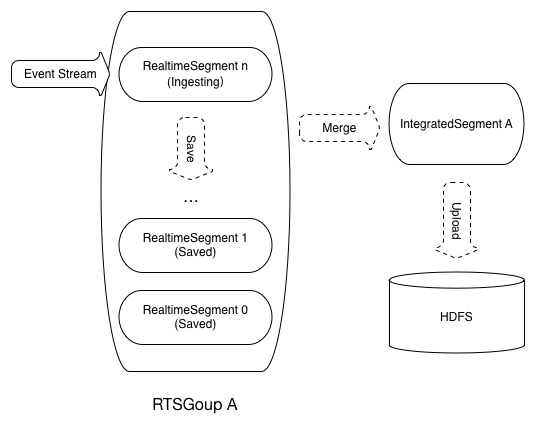 Event Stream
RealtimeSegment n
(Ingesting)
Save
...
RealtimeSegment 1
(Saved)
RealtimeSegment 0
(Saved)
RTSGoup A
Merge
IntegratedSegment A
Upload
HDFS